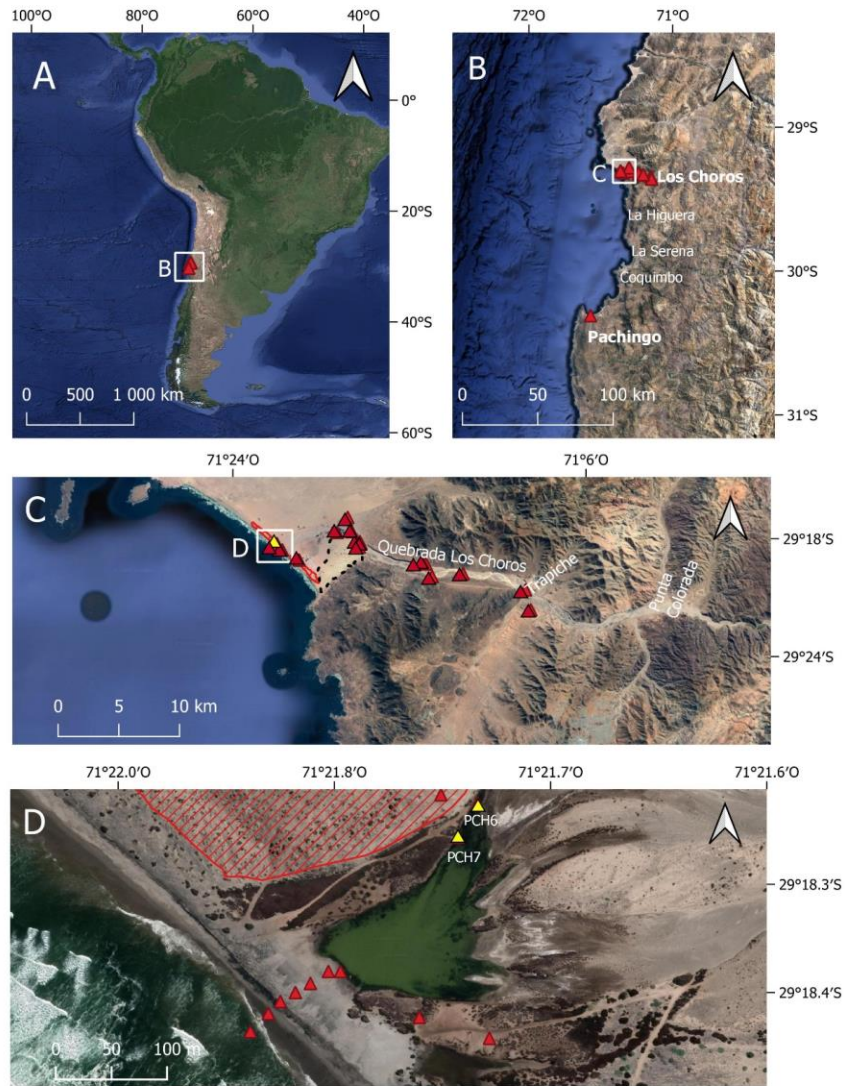 100°O 80°O 60°O 40°O
A
0°
20°S
B
40°S
0 500 1 000 km
60°S
72°O 71°O
B
29°S
C
Los Choros
La Higuera
La Serena
30°S
Coquimbo
Pachingo
0 50 100 km
31°S
71°24'O 71°6'O
C
29°18'S
D
Quebrada Los Choros
Trapiche
Punta
Colorada
29°24'S
0 5 10 km
71°22.0'O 71°21.8'O 71°21.7'O 71°21.6'O
D
PCH6
PCH7
29°18.3'S
29°18.4'S
0 50 100 m